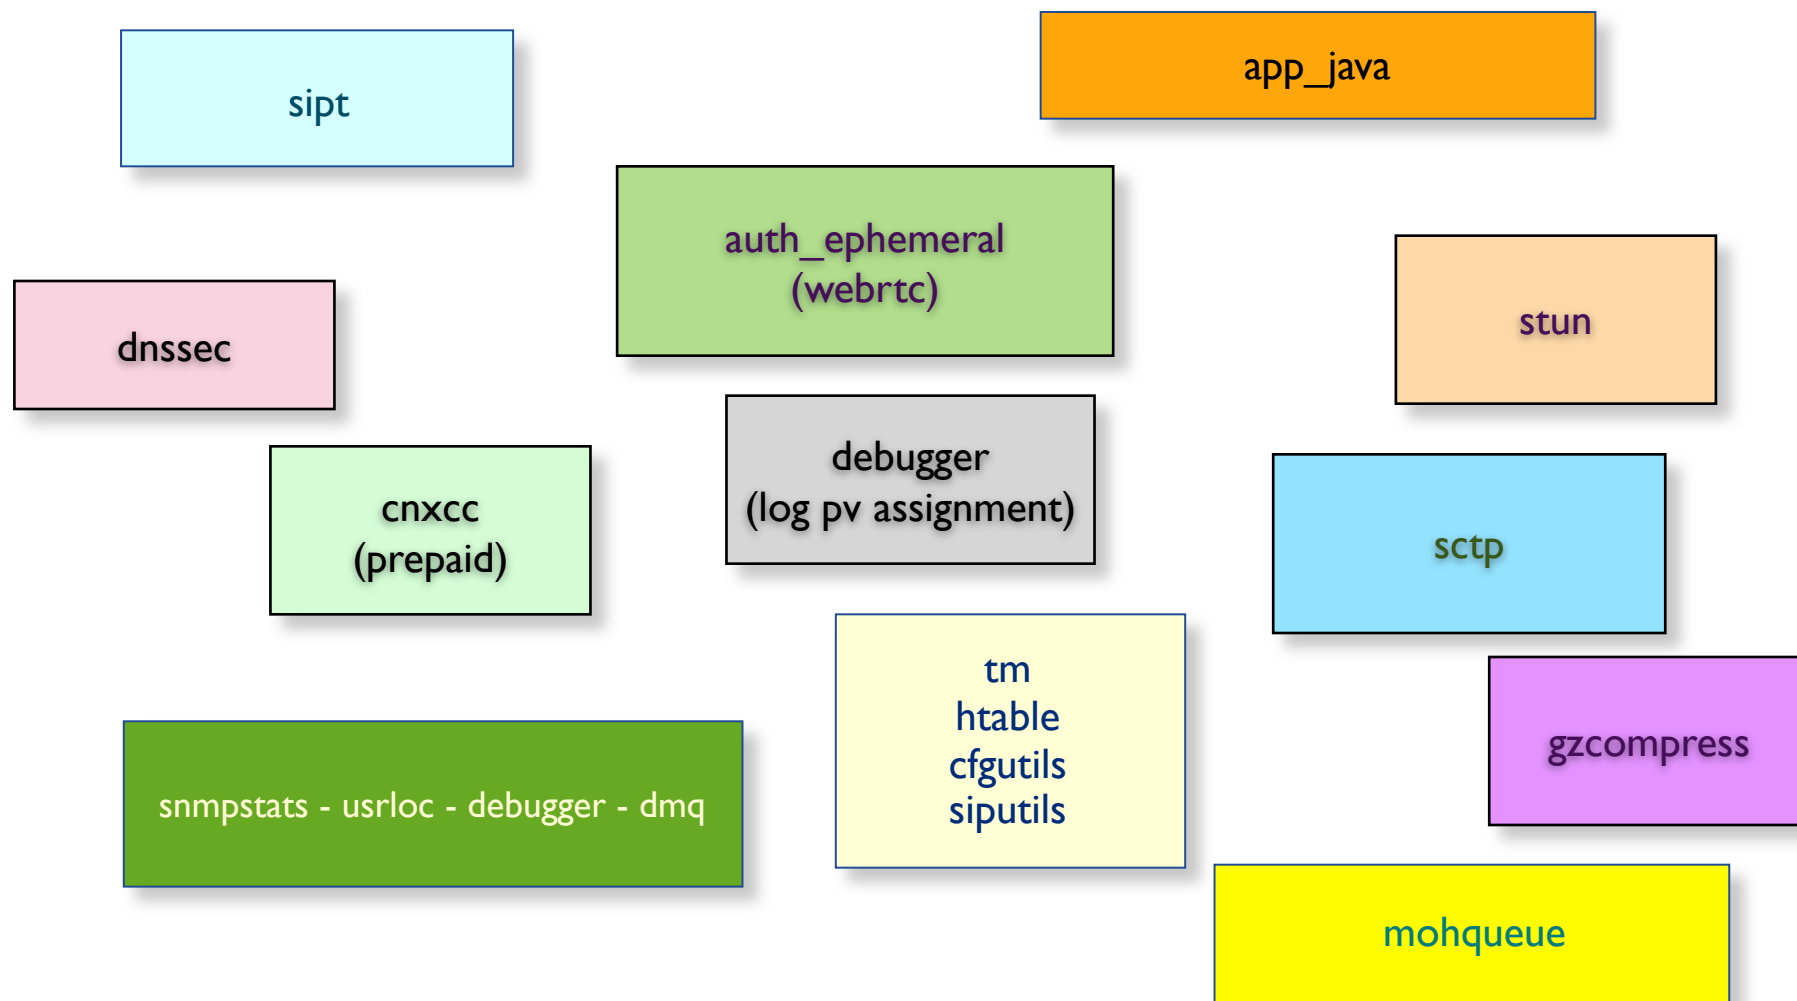 app_java
sipt
auth_ephemeral
(webrtc)
stun
dnssec
debugger
(log pv assignment)
cnxcc
(prepaid)
sctp
tm
htable
cfgutils
siputils
gzcompress
snmpstats - usrloc - debugger - dmq
mohqueue